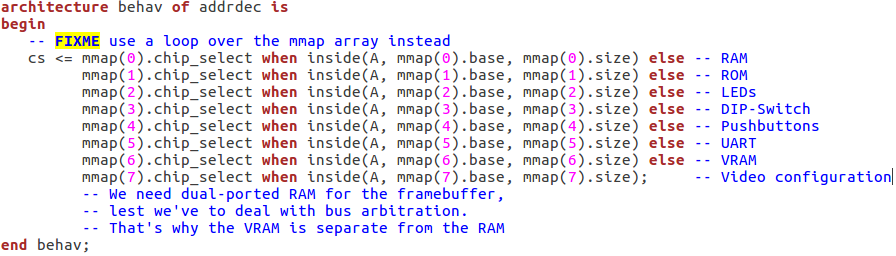 architecture behav of addrdec is
begin
   -- FIXME use a loop over the mmap array instead
   cs <= mmap(0).chip_select when inside(A, mmap(0).base, mmap(0).size) else -- RAM
         mmap(1).chip_select when inside(A, mmap(1).base, mmap(1).size) else -- ROM
         mmap(2).chip_select when inside(A, mmap(2).base, mmap(2).size) else -- LEDs
         mmap(3).chip_select when inside(A, mmap(3).base, mmap(3).size) else -- DIP-Switch
         mmap(4).chip_select when inside(A, mmap(4).base, mmap(4).size) else -- Pushbuttons
         mmap(5).chip_select when inside(A, mmap(5).base, mmap(5).size) else -- UART
         mmap(6).chip_select when inside(A, mmap(6).base, mmap(6).size) else -- VRAM
         mmap(7).chip_select when inside(A, mmap(7).base, mmap(7).size);     -- Video configuration
         -- We need dual-ported RAM for the framebuffer,
         -- lest we've to deal with bus arbitration.
         -- That's why the VRAM is separate from the RAM
end behav;